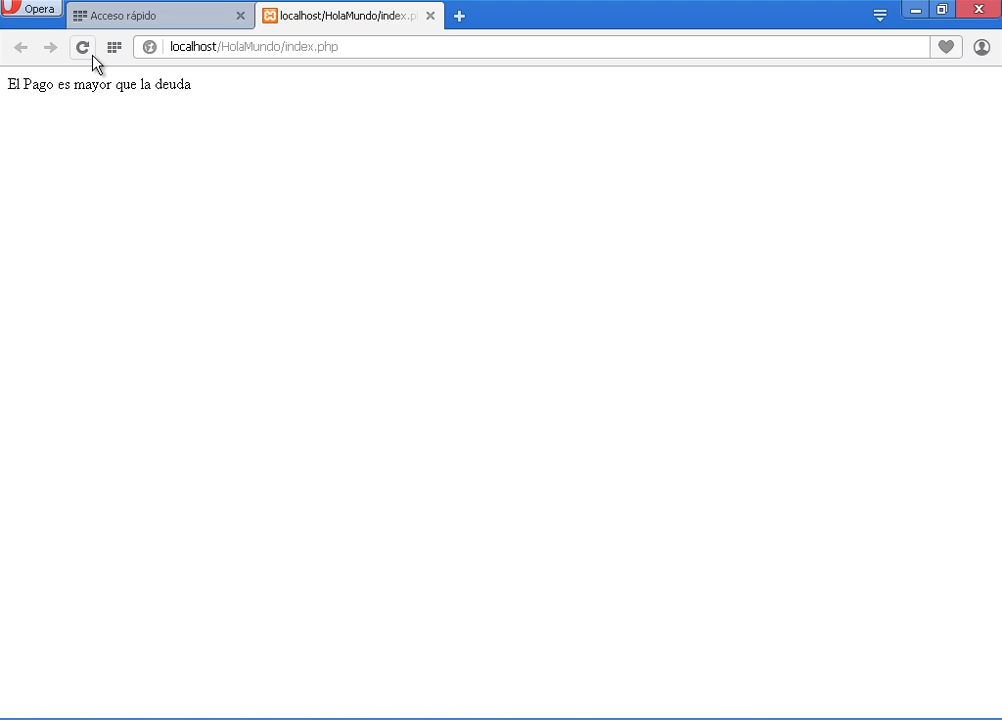 Opera
Acceso rápido
localhost/HolaMundo/index.p
localhost/HolaMundo/index.php
El Pago es mayor que la deuda